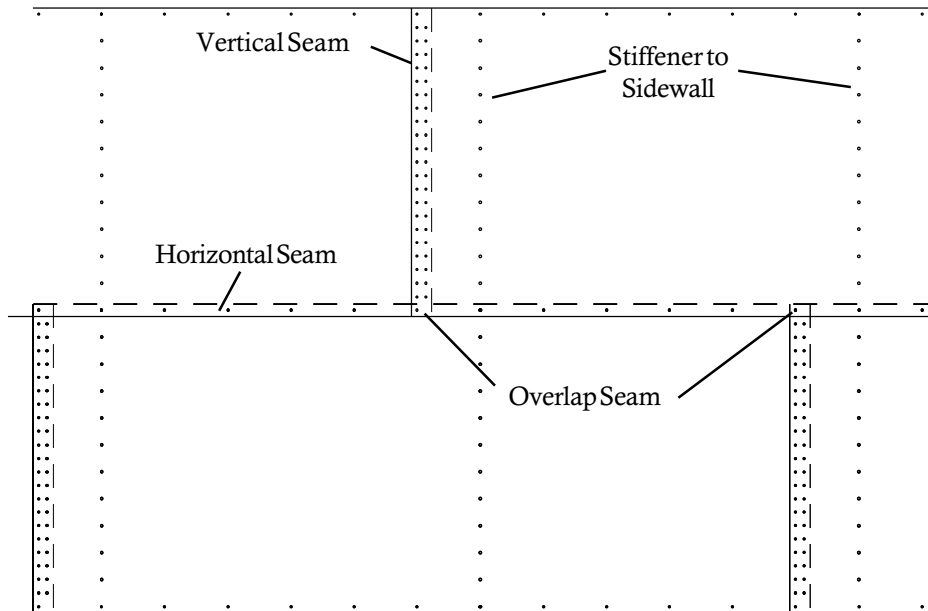 Vertical Seam
Stiffener to
Sidewall
Horizontal Seam
Overlap Seam